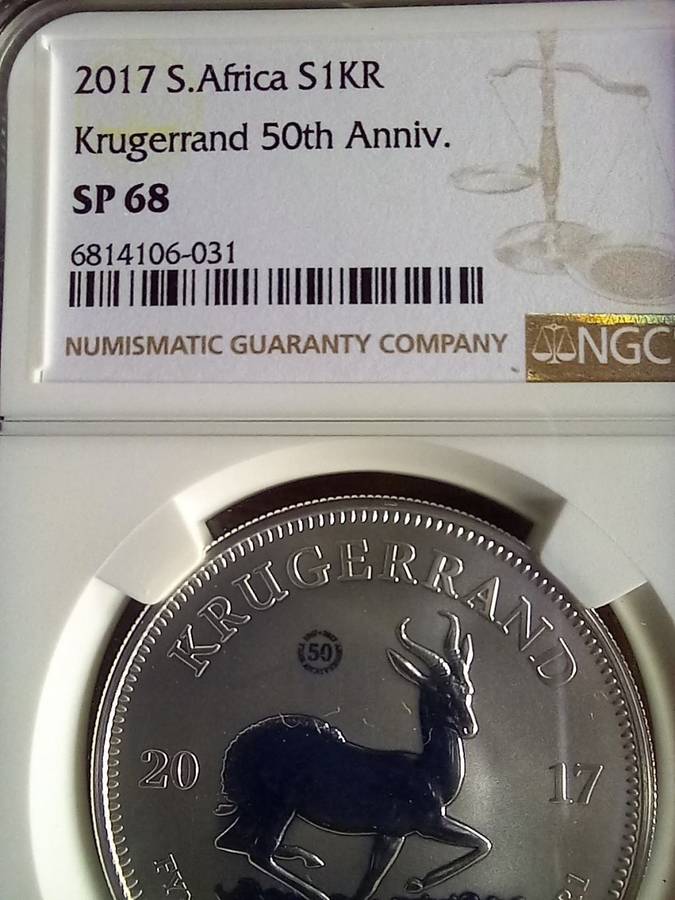 2017 S.Africa S1KR
Krugerrand 50th Anniv.
SP 68
6814106-031
NUMISMATIC GUARANTY COMPANY
NGC
KRUGERRAND
50
20 17